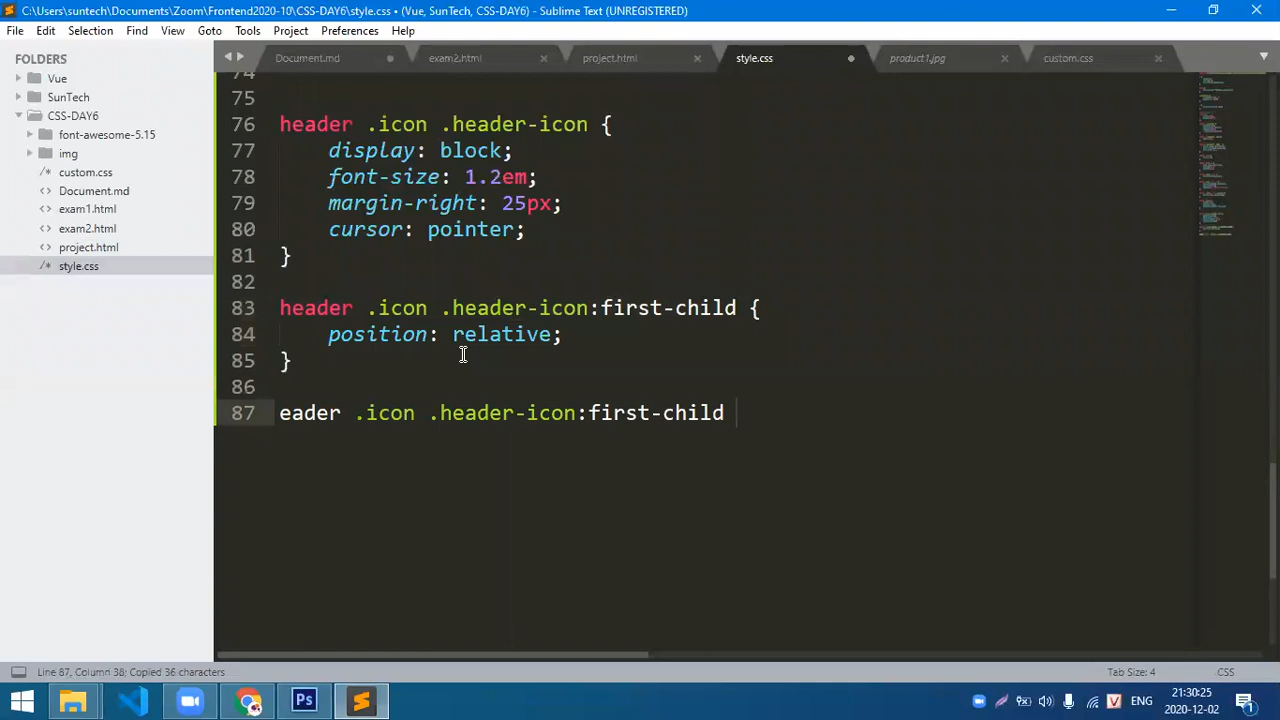 C:\Users\suntech\Documents\Zoom\Frontend2020-10\CSS-DAY6\style.css • (Vue, SunTech, CSS-DAY6) - Sublime Text (UNREGISTERED)
File Edit Selection Find View Goto Tools Project Preferences Help
FOLDERS
Vue
SunTech
CSS-DAY6
font-awesome-5.15
img
/* custom.css
<> Document.md
<> exam1.html
<> exam2.html
<> project.html
/* style.css
Document.md exam2.html project.html style.css product1.jpg custom.css
74
75
76 header .icon .header-icon {
77 display: block;
78 font-size: 1.2em;
79 margin-right: 25px;
80 cursor: pointer;
81 }
82
83 header .icon .header-icon:first-child {
84 position: relative;
85 }
86
87 eader .icon .header-icon:first-child
Line 87, Column 38; Copied 36 characters Tab Size: 4 CSS
Ps V ENG 21:30:25
2020-12-02 1